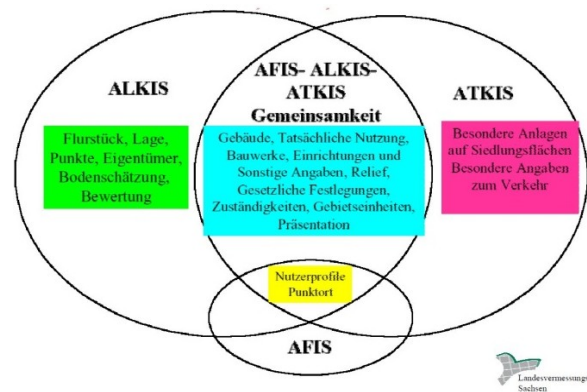 ALKIS
Flurstück, Lage,
Punkte, Eigentümer,
Bodenschätzung,
Bewertung
AFIS- ALKIS-
ATKIS
Gemeinsamkeit
Gebäude, Tatsächliche Nutzung,
Bauwerke, Einrichtungen und
Sonstige Angaben, Relief,
Gesetzliche Festlegungen,
Zuständigkeiten, Gebietseinheiten,
Präsentation
ATKIS
Besondere Anlagen
auf Siedlungsflächen
Besondere Angaben
zum Verkehr
Nutzerprofile
Punktort
AFIS
Landesvermessungs
Sachsen